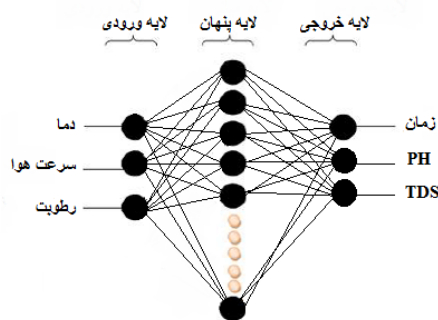 لایه ورودی
لایه پنهان
لایه خروجی
دما
سرعت هوا
رطوبت
زمان
PH
TDS